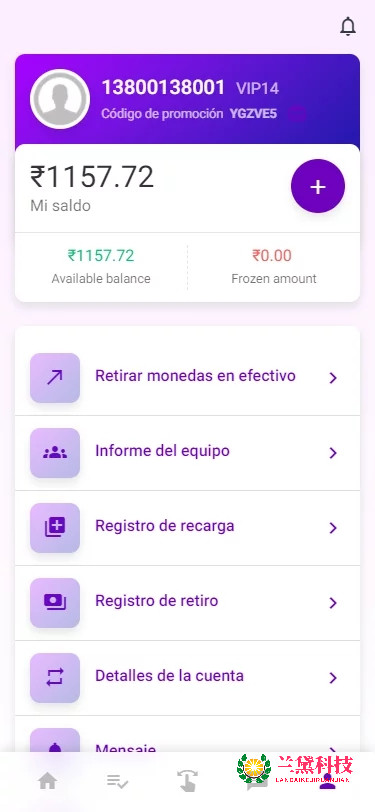 13800138001 VIP14
Código de promoción YGZVE5
₹1157.72
Mi saldo
₹1157.72
Available balance
₹0.00
Frozen amount
Retirar monedas en efectivo
Informe del equipo
Registro de recarga
Registro de retiro
Detalles de la cuenta
Mensaje
兰黛科技
LANDAIKEJIRUANJIAN